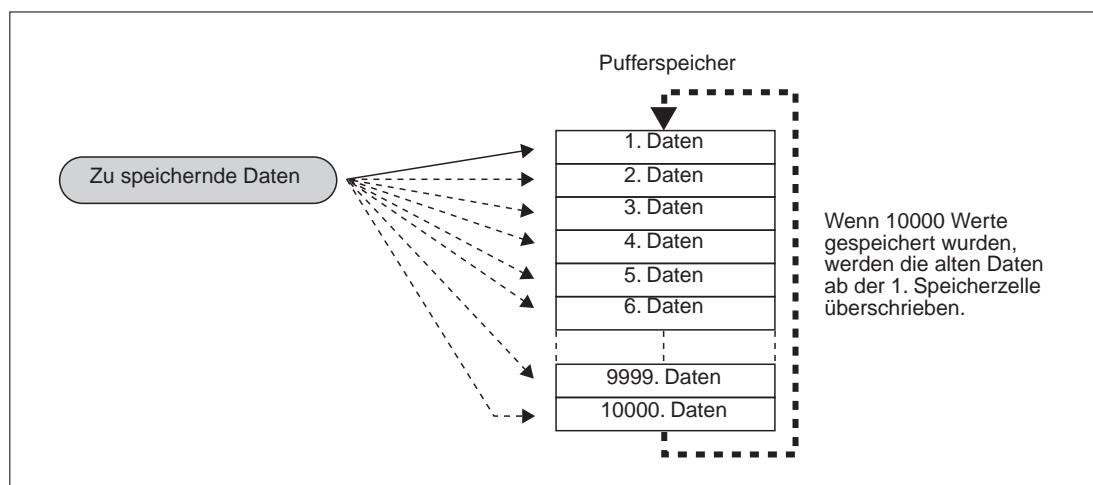 Pufferspeicher
Zu speichernde Daten
1. Daten
2. Daten
3. Daten
4. Daten
5. Daten
6. Daten
9999. Daten
10000. Daten
Wenn 10000 Werte
gespeichert wurden,
werden die alten Daten
ab der 1. Speicherzelle
überschrieben.